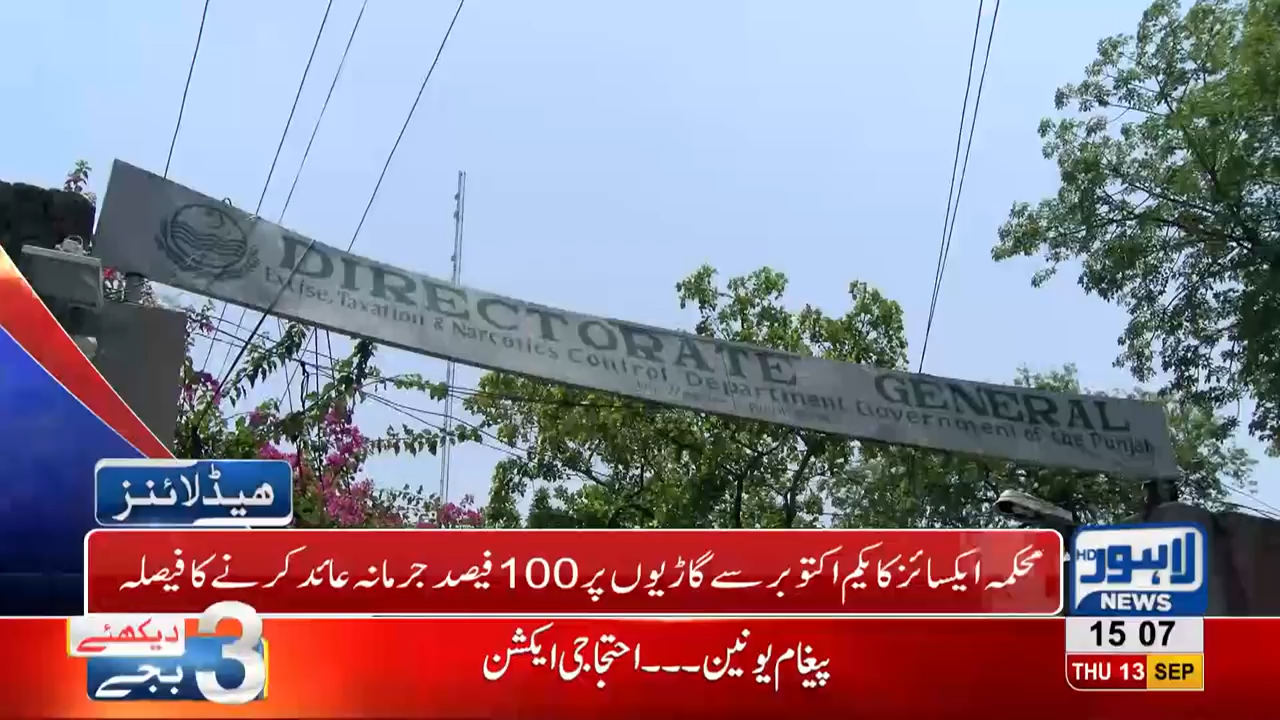 DIRECTORATE GENERAL
Excise, Taxation & Narcotics Control Department Government of the Punjab
ہیڈلائنز
محکمہ ایکسائز کا یکم اکتوبر سے گاڑیوں پر 100 فیصد جرمانہ عائد کرنے کا فیصلہ
HD لاہور
NEWS
15 07
THU 13 SEP
دیکھئے 3 بجے
پیغام یونین۔۔۔احتجاجی ایکشن